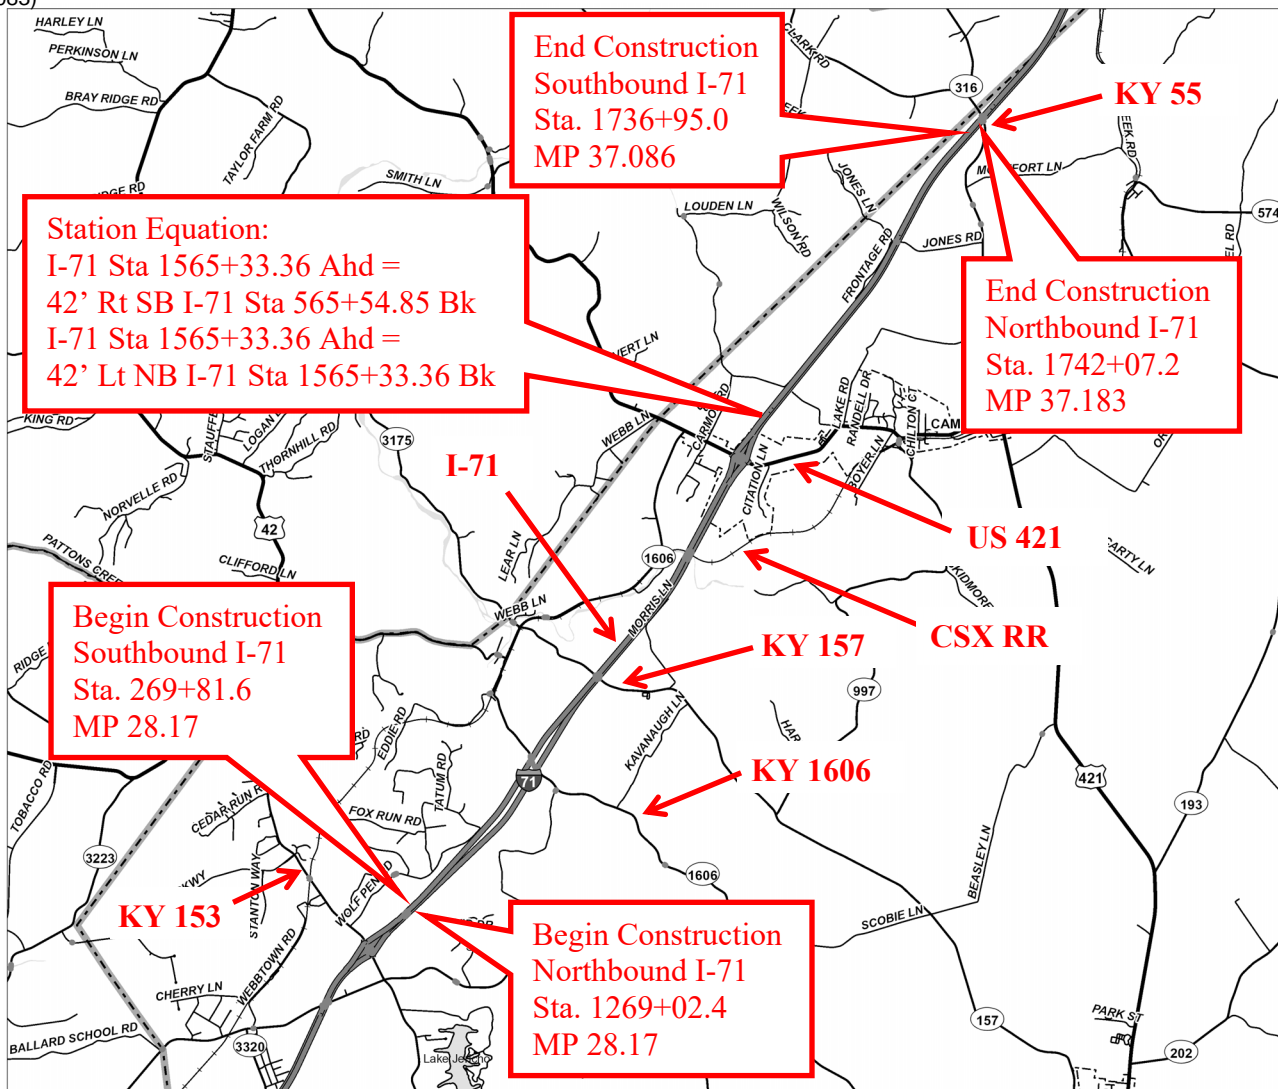 HARLEY LN
PERKINSON LN
BRAY RIDGE RD
TAYLOR FARM RD
SMITH LN
End Construction
Southbound I-71
Sta. 1736+95.0
MP 37.086
CLARK RD
316
KY 55
JONES LN
WILSON RD
LOUDEN LN
JONES RD
FRONTAGE RD
574
Station Equation:
I-71 Sta 1565+33.36 Ahd =
42’ Rt SB I-71 Sta 565+54.85 Bk
I-71 Sta 1565+33.36 Ahd =
42’ Lt NB I-71 Sta 1565+33.36 Bk
End Construction
Northbound I-71
Sta. 1742+07.2
MP 37.183
KING RD
LOGAN
THORNHILL RD
NORVELLE RD
3175
WEBB LN
LAKE RD
RANDELL DR
CHILTON CT
BOYER LN
CITATION LN
I-71
US 421
42
PATTONS CREE
CLIFFORD LN
LEAR LN
WEBB LN
1606
MORRIS LN
CSX RR
KY 157
997
Begin Construction
Southbound I-71
Sta. 269+81.6
MP 28.17
EDDIE RD
TATUM RD
KAVANAUGH LN
71
KY 1606
421
193
TOBACCO RD
CEDAR RUN R
FOX RUN RD
3223
STANTON WAY
KWY
WOLF PEN
KY 153
1606
BEASLEY LN
SCOBIE LN
WEBBTOWN RD
CHERRY LN
BALLARD SCHOOL RD
3320
Begin Construction
Northbound I-71
Sta. 1269+02.4
MP 28.17
Lake Jericho
157
PARK ST
202